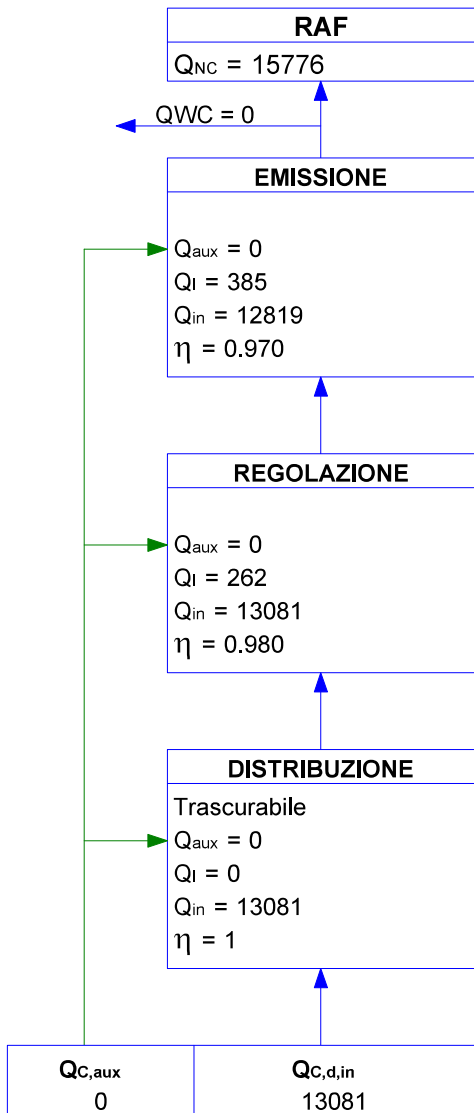 RAF
QNC = 15776
QWC = 0
EMISSIONE
Qaux = 0
Ql = 385
Qin = 12819
η = 0.970
REGOLAZIONE
Qaux = 0
Ql = 262
Qin = 13081
η = 0.980
DISTRIBUZIONE
Trascurabile
Qaux = 0
Ql = 0
Qin = 13081
η = 1
QC,aux QC,d,in
0 13081